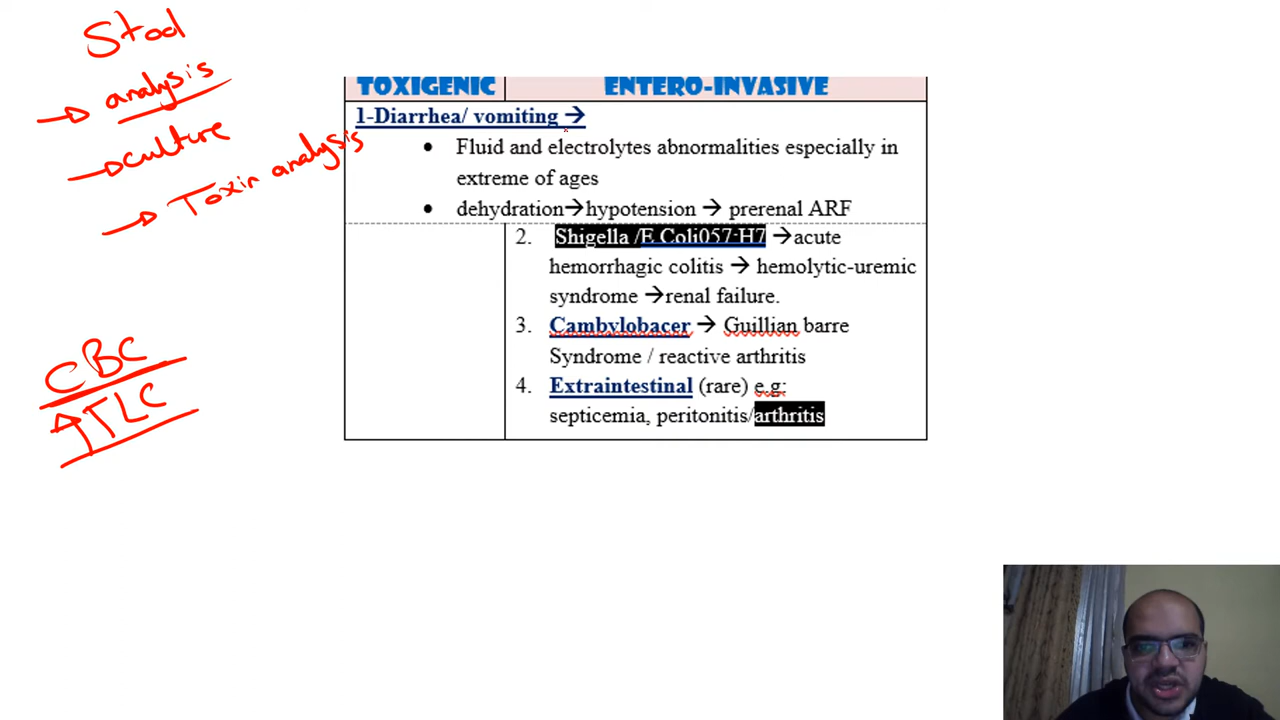 Stool
→ analysis
→ culture
→ Toxin analysis
CBC
↑TLC
TOXIGENIC ENTERO-INVASIVE
1-Diarrhea/ vomiting →
• Fluid and electrolytes abnormalities especially in
extreme of ages
• dehydration→hypotension → prerenal ARF
2. Shigella /E Coli057:H7 →acute
hemorrhagic colitis → hemolytic-uremic
syndrome →renal failure.
3. Cambylobacer → Guillian barre
Syndrome / reactive arthritis
4. Extraintestinal (rare) e.g:
septicemia, peritonitis/arthritis